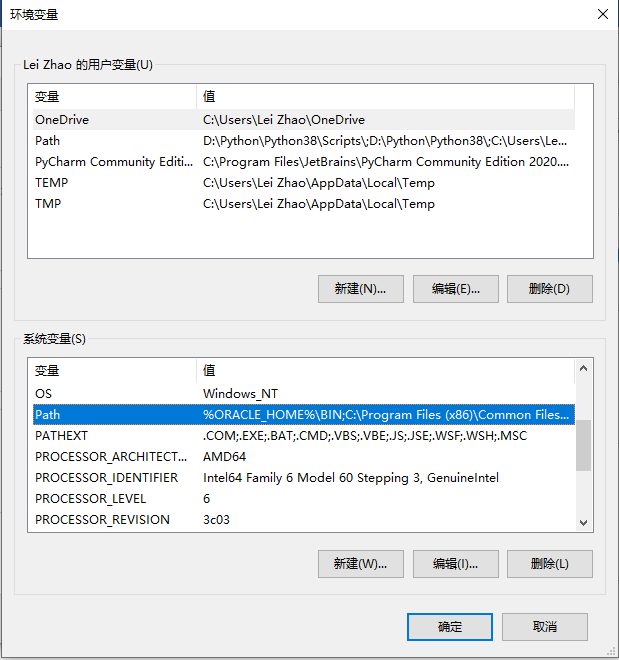 环境变量
Lei Zhao 的用户变量(U)
变量 值
OneDrive C:\Users\Lei Zhao\OneDrive
Path D:\Python\Python38\Scripts\;D:\Python\Python38\;C:\Users\Le...
PyCharm Community Editi... C:\Program Files\JetBrains\PyCharm Community Edition 2020....
TEMP C:\Users\Lei Zhao\AppData\Local\Temp
TMP C:\Users\Lei Zhao\AppData\Local\Temp
新建(N)... 编辑(E)... 删除(D)
系统变量(S)
变量 值
OS Windows_NT
Path %ORACLE_HOME%\BIN;C:\Program Files (x86)\Common Files...
PATHEXT .COM;.EXE;.BAT;.CMD;.VBS;.VBE;.JS;.JSE;.WSF;.WSH;.MSC
PROCESSOR_ARCHITECT... AMD64
PROCESSOR_IDENTIFIER Intel64 Family 6 Model 60 Stepping 3, GenuineIntel
PROCESSOR_LEVEL 6
PROCESSOR_REVISION 3c03
新建(W)... 编辑(I)... 删除(L)
确定 取消